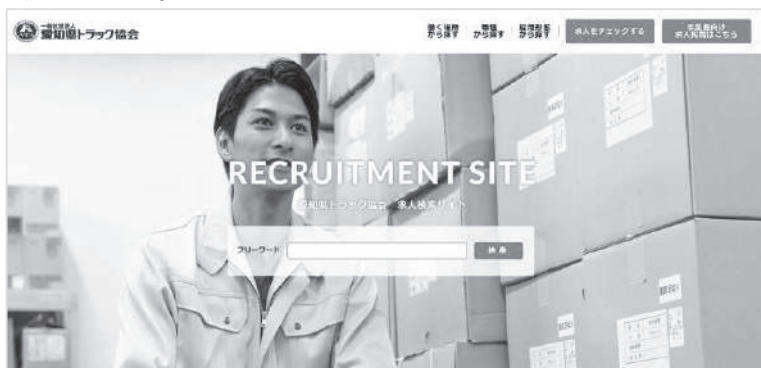 一般社団法人
愛知県トラック協会
働く場所
から探す
職種
から探す
雇用形態
から探す
求人をチェックする
事業者向け
求人掲載はこちら
RECRUITMENT SITE
愛知県トラック協会 求人検索サイト
フリーワード
検索